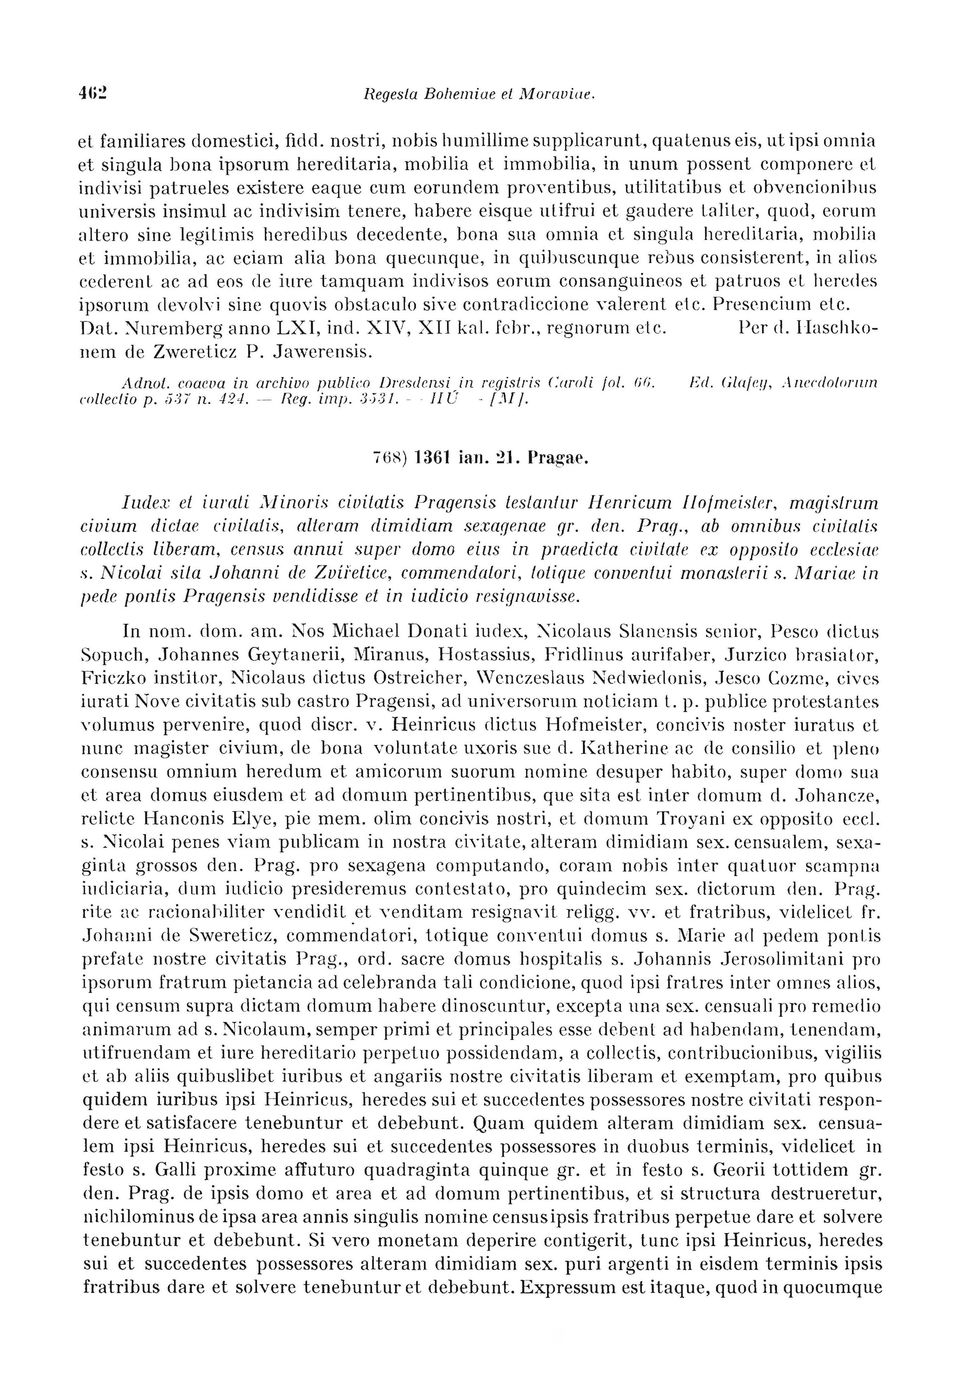 462 Regesta Bohemiae et Moraviae.
et familiares domestici, fidd. nostri, nobis humillime supplicarunt, quatenus eis, ut ipsi omnia
et singula bona ipsorum hereditaria, mobilia et immobilia, in unum possent componere et
indivisi patrueles existere eaque cum eorundem proventibus, utilitatibus et obvencionibus
universis insimul ac indivisim tenere, habere eisque utifrui et gaudere taliter, quod, eorum
altero sine legitimis heredibus decedente, bona sua omnia et singula hereditaria, mobilia
et immobilia, ac eciam alia bona quecunque, in quibuscunque rebus consisterent, in alios
cederent ac ad eos de iure tamquam indivisos eorum consanguineos et patruos et heredes
ipsorum devolvi sine quovis obstaculo sive contradiccione valerent etc. Presencium etc.
Dat. Nuremberg anno LXI, ind. XIV, XII kal. febr., regnorum etc. Per d. Haschko-
nem de Zwereticz P. Jawerensis.
Adnot. coaeva in archivo publico Dresdensi in registris Caroli fol. 66. Ed. Glafey, Anecdotorum
collectio p. 537 n. 424. — Reg. imp. 3531. - HÚ - [M].
768) 1361 ian. 21. Pragae.
Iudex et iurati Minoris civitatis Pragensis testantur Henricum Hofmeister, magistrum
civium dictae civitatis, alteram dimidiam sexagenae gr. den. Prag., ab omnibus civitatis
collectis liberam, census annui super domo eius in praedicta civitate ex opposito ecclesiae
s. Nicolai sita Johanni de Zvířetice, commendatori, totique conventui monasterii s. Mariae in
pede pontis Pragensis vendidisse et in iudicio resignavisse.
In nom. dom. am. Nos Michael Donati iudex, Nicolaus Slanensis senior, Pesco dictus
Sopuch, Johannes Geytanerii, Miranus, Hostassius, Fridlinus aurifaber, Jurzico brasiator,
Friczko institor, Nicolaus dictus Ostreicher, Wenczeslaus Nedwiedonis, Jesco Cozme, cives
iurati Nove civitatis sub castro Pragensi, ad universorum noticiam t. p. publice protestantes
volumus pervenire, quod discr. v. Heinricus dictus Hofmeister, concivis noster iuratus et
nunc magister civium, de bona voluntate uxoris sue d. Katherine ac de consilio et pleno
consensu omnium heredum et amicorum suorum nomine desuper habito, super domo sua
et area domus eiusdem et ad domum pertinentibus, que sita est inter domum d. Johancze,
relicte Hanconis Elye, pie mem. olim concivis nostri, et domum Troyani ex opposito eccl.
s. Nicolai penes viam publicam in nostra civitate, alteram dimidiam sex. censualem, sexa-
ginta grossos den. Prag. pro sexagena computando, coram nobis inter quatuor scampna
iudiciaria, dum iudicio presideremus contestato, pro quindecim sex. dictorum den. Prag.
rite ac racionabiliter vendidit et venditam resignavit religg. vv. et fratribus, videlicet fr.
Johanni de Swereticz, commendatori, totique conventui domus s. Marie ad pedem pontis
prefate nostre civitatis Prag., ord. sacre domus hospitalis s. Johannis Jerosolimitani pro
ipsorum fratrum pietancia ad celebranda tali condicione, quod ipsi fratres inter omnes alios,
qui censum supra dictam domum habere dinoscuntur, excepta una sex. censuali pro remedio
animarum ad s. Nicolaum, semper primi et principales esse debent ad habendam, tenendam,
utifruendam et iure hereditario perpetuo possidendam, a collectis, contribucionibus, vigiliis
et ab aliis quibuslibet iuribus et angariis nostre civitatis liberam et exemptam, pro quibus
quidem iuribus ipsi Heinricus, heredes sui et succedentes possessores nostre civitati respon-
dere et satisfacere tenebuntur et debebunt. Quam quidem alteram dimidiam sex. censua-
lem ipsi Heinricus, heredes sui et succedentes possessores in duobus terminis, videlicet in
festo s. Galli proxime affuturo quadraginta quinque gr. et in festo s. Georii tottidem gr.
den. Prag. de ipsis domo et area et ad domum pertinentibus, et si structura destrueretur,
nichilominus de ipsa area annis singulis nomine census ipsis fratribus perpetue dare et solvere
tenebuntur et debebunt. Si vero monetam deperire contigerit, tunc ipsi Heinricus, heredes
sui et succedentes possessores alteram dimidiam sex. puri argenti in eisdem terminis ipsis
fratribus dare et solvere tenebuntur et debebunt. Expressum est itaque, quod in quocumque